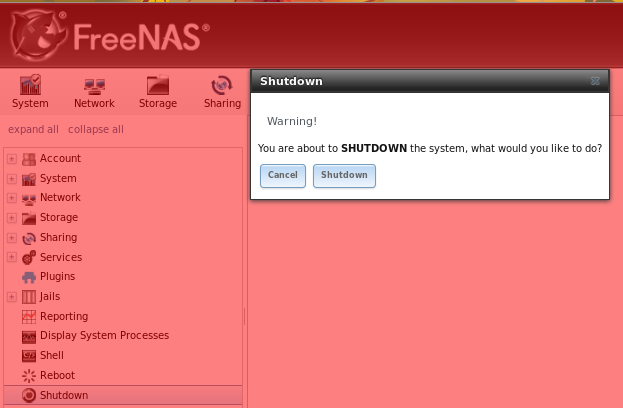 FreeNAS®
System Network Storage Sharing
expand all collapse all
Shutdown
Warning!
You are about to SHUTDOWN the system, what would you like to do?
Cancel Shutdown
Account
System
Network
Storage
Sharing
Services
Plugins
Jails
Reporting
Display System Processes
Shell
Reboot
Shutdown